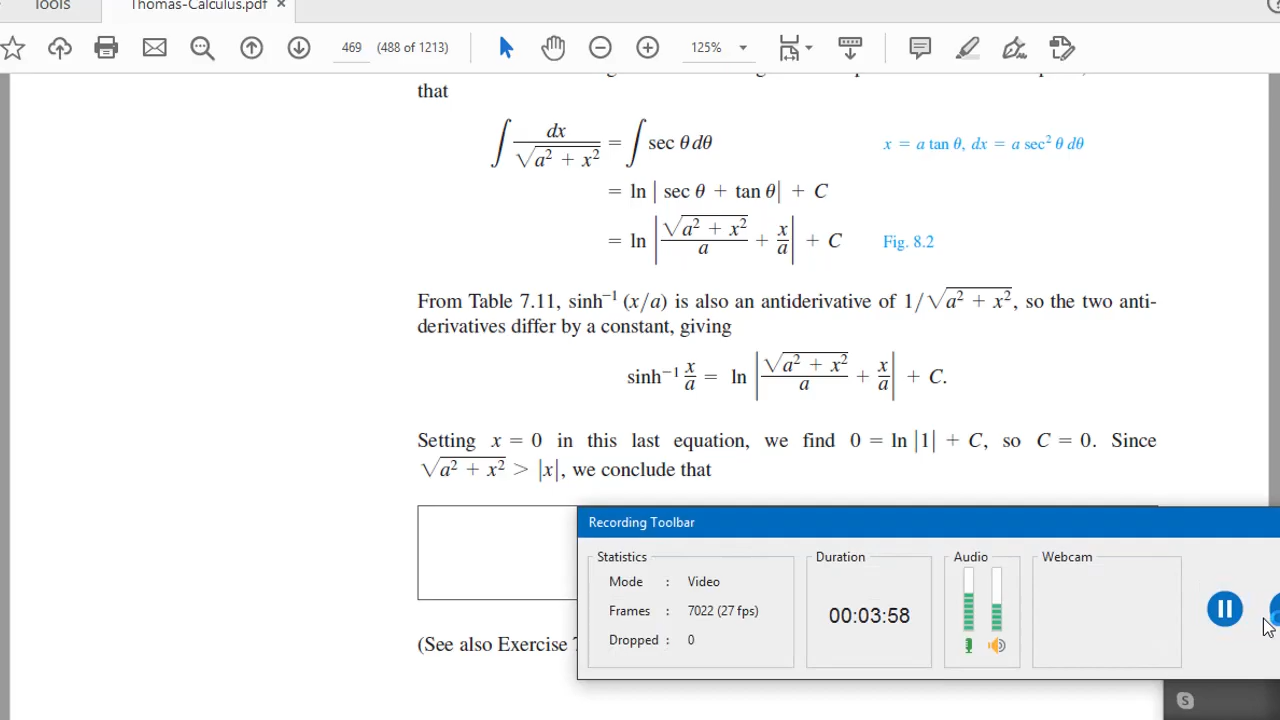 Tools
Thomas-Calculus.pdf ×
469 (488 of 1213) 125%
that
∫ dx/√(a² + x²) = ∫ sec θ dθ x = a tan θ, dx = a sec² θ dθ
= ln | sec θ + tan θ| + C
= ln |√(a² + x²)/a + x/a| + C Fig. 8.2
From Table 7.11, sinh⁻¹ (x/a) is also an antiderivative of 1/√(a² + x²), so the two anti-
derivatives differ by a constant, giving
sinh⁻¹ x/a = ln |√(a² + x²)/a + x/a| + C.
Setting x = 0 in this last equation, we find 0 = ln |1| + C, so C = 0. Since
√(a² + x²) > |x|, we conclude that
Recording Toolbar
Statistics Duration Audio Webcam
Mode : Video
Frames : 7022 (27 fps)
00:03:58
Dropped : 0
(See also Exercise